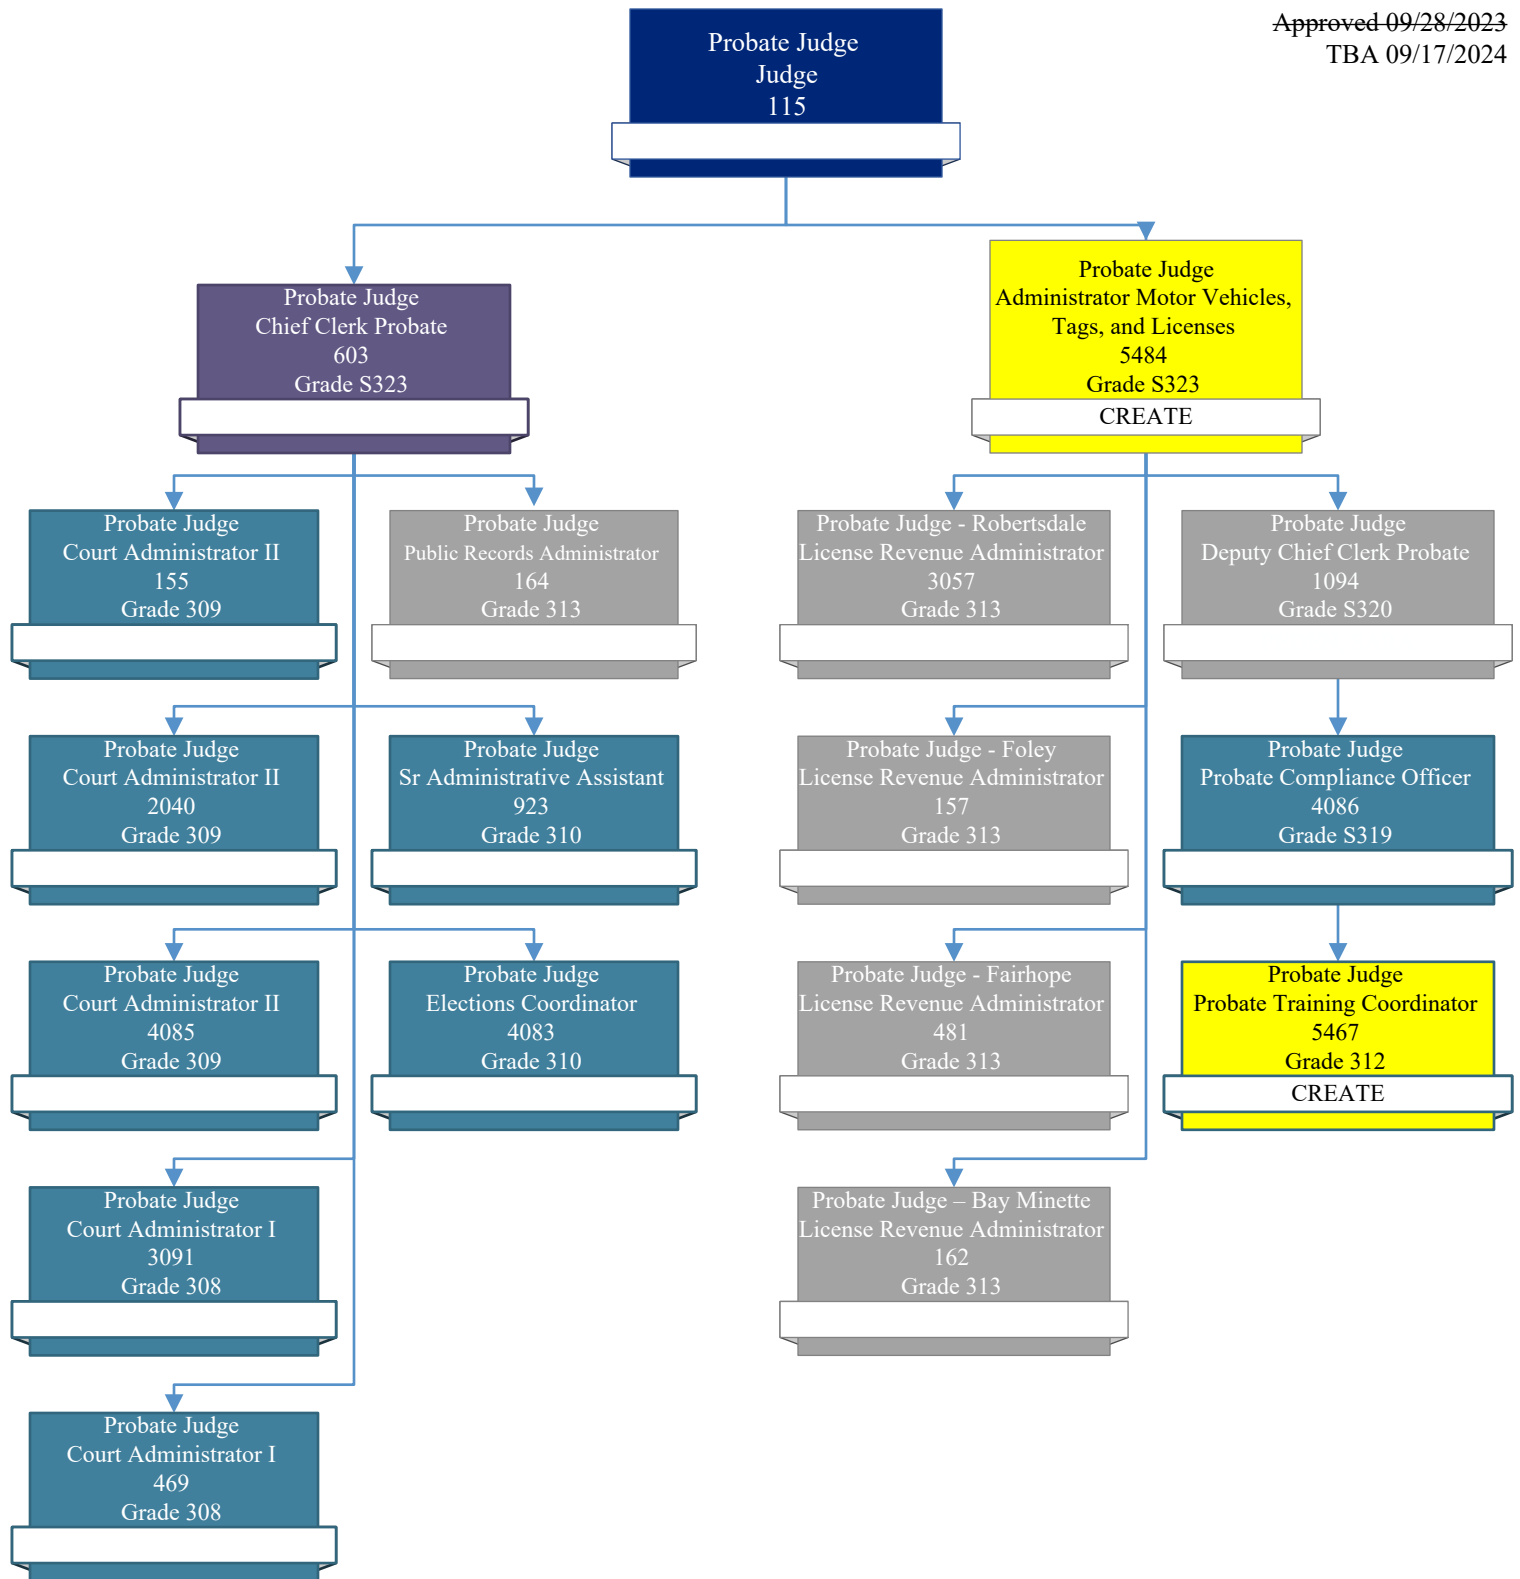 Approved 09/28/2023
TBA 09/17/2024
Probate Judge
Judge
115
Probate Judge
Chief Clerk Probate
603
Grade S323
Probate Judge
Administrator Motor Vehicles,
Tags, and Licenses
5484
Grade S323
CREATE
Probate Judge
Court Administrator II
155
Grade 309
Probate Judge
Public Records Administrator
164
Grade 313
Probate Judge - Robertsdale
License Revenue Administrator
3057
Grade 313
Probate Judge
Deputy Chief Clerk Probate
1094
Grade S320
Probate Judge
Court Administrator II
2040
Grade 309
Probate Judge
Sr Administrative Assistant
923
Grade 310
Probate Judge - Foley
License Revenue Administrator
157
Grade 313
Probate Judge
Probate Compliance Officer
4086
Grade S319
Probate Judge
Court Administrator II
4085
Grade 309
Probate Judge
Elections Coordinator
4083
Grade 310
Probate Judge - Fairhope
License Revenue Administrator
481
Grade 313
Probate Judge
Probate Training Coordinator
5467
Grade 312
CREATE
Probate Judge
Court Administrator I
3091
Grade 308
Probate Judge – Bay Minette
License Revenue Administrator
162
Grade 313
Probate Judge
Court Administrator I
469
Grade 308